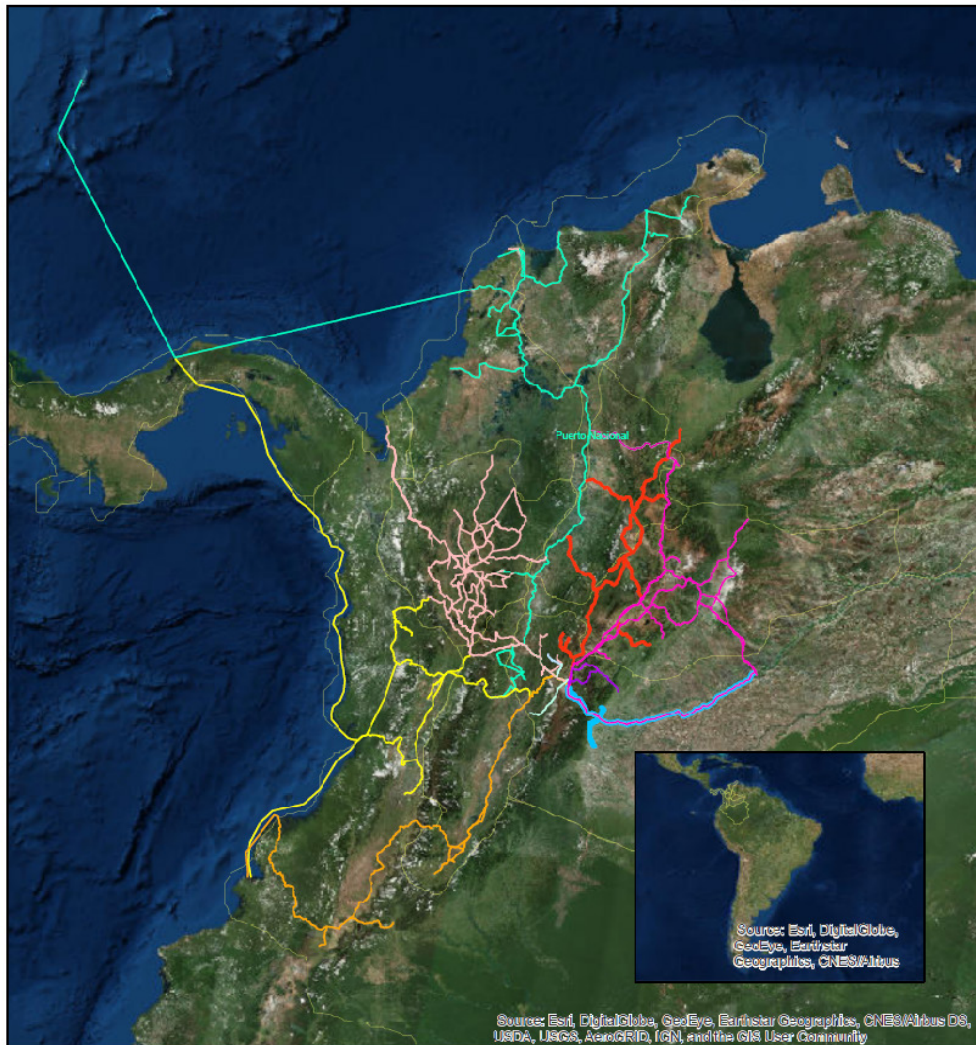 Puerto Nacional
Source: Esri, DigitalGlobe,
GeoEye, Earthstar
Geographics, CNES/Airbus
Source: Esri, DigitalGlobe, GeoEye, Earthstar Geographics, CNES/Airbus DS,
USDA, USGS, AeroGRID, IGN, and the GIS User Community